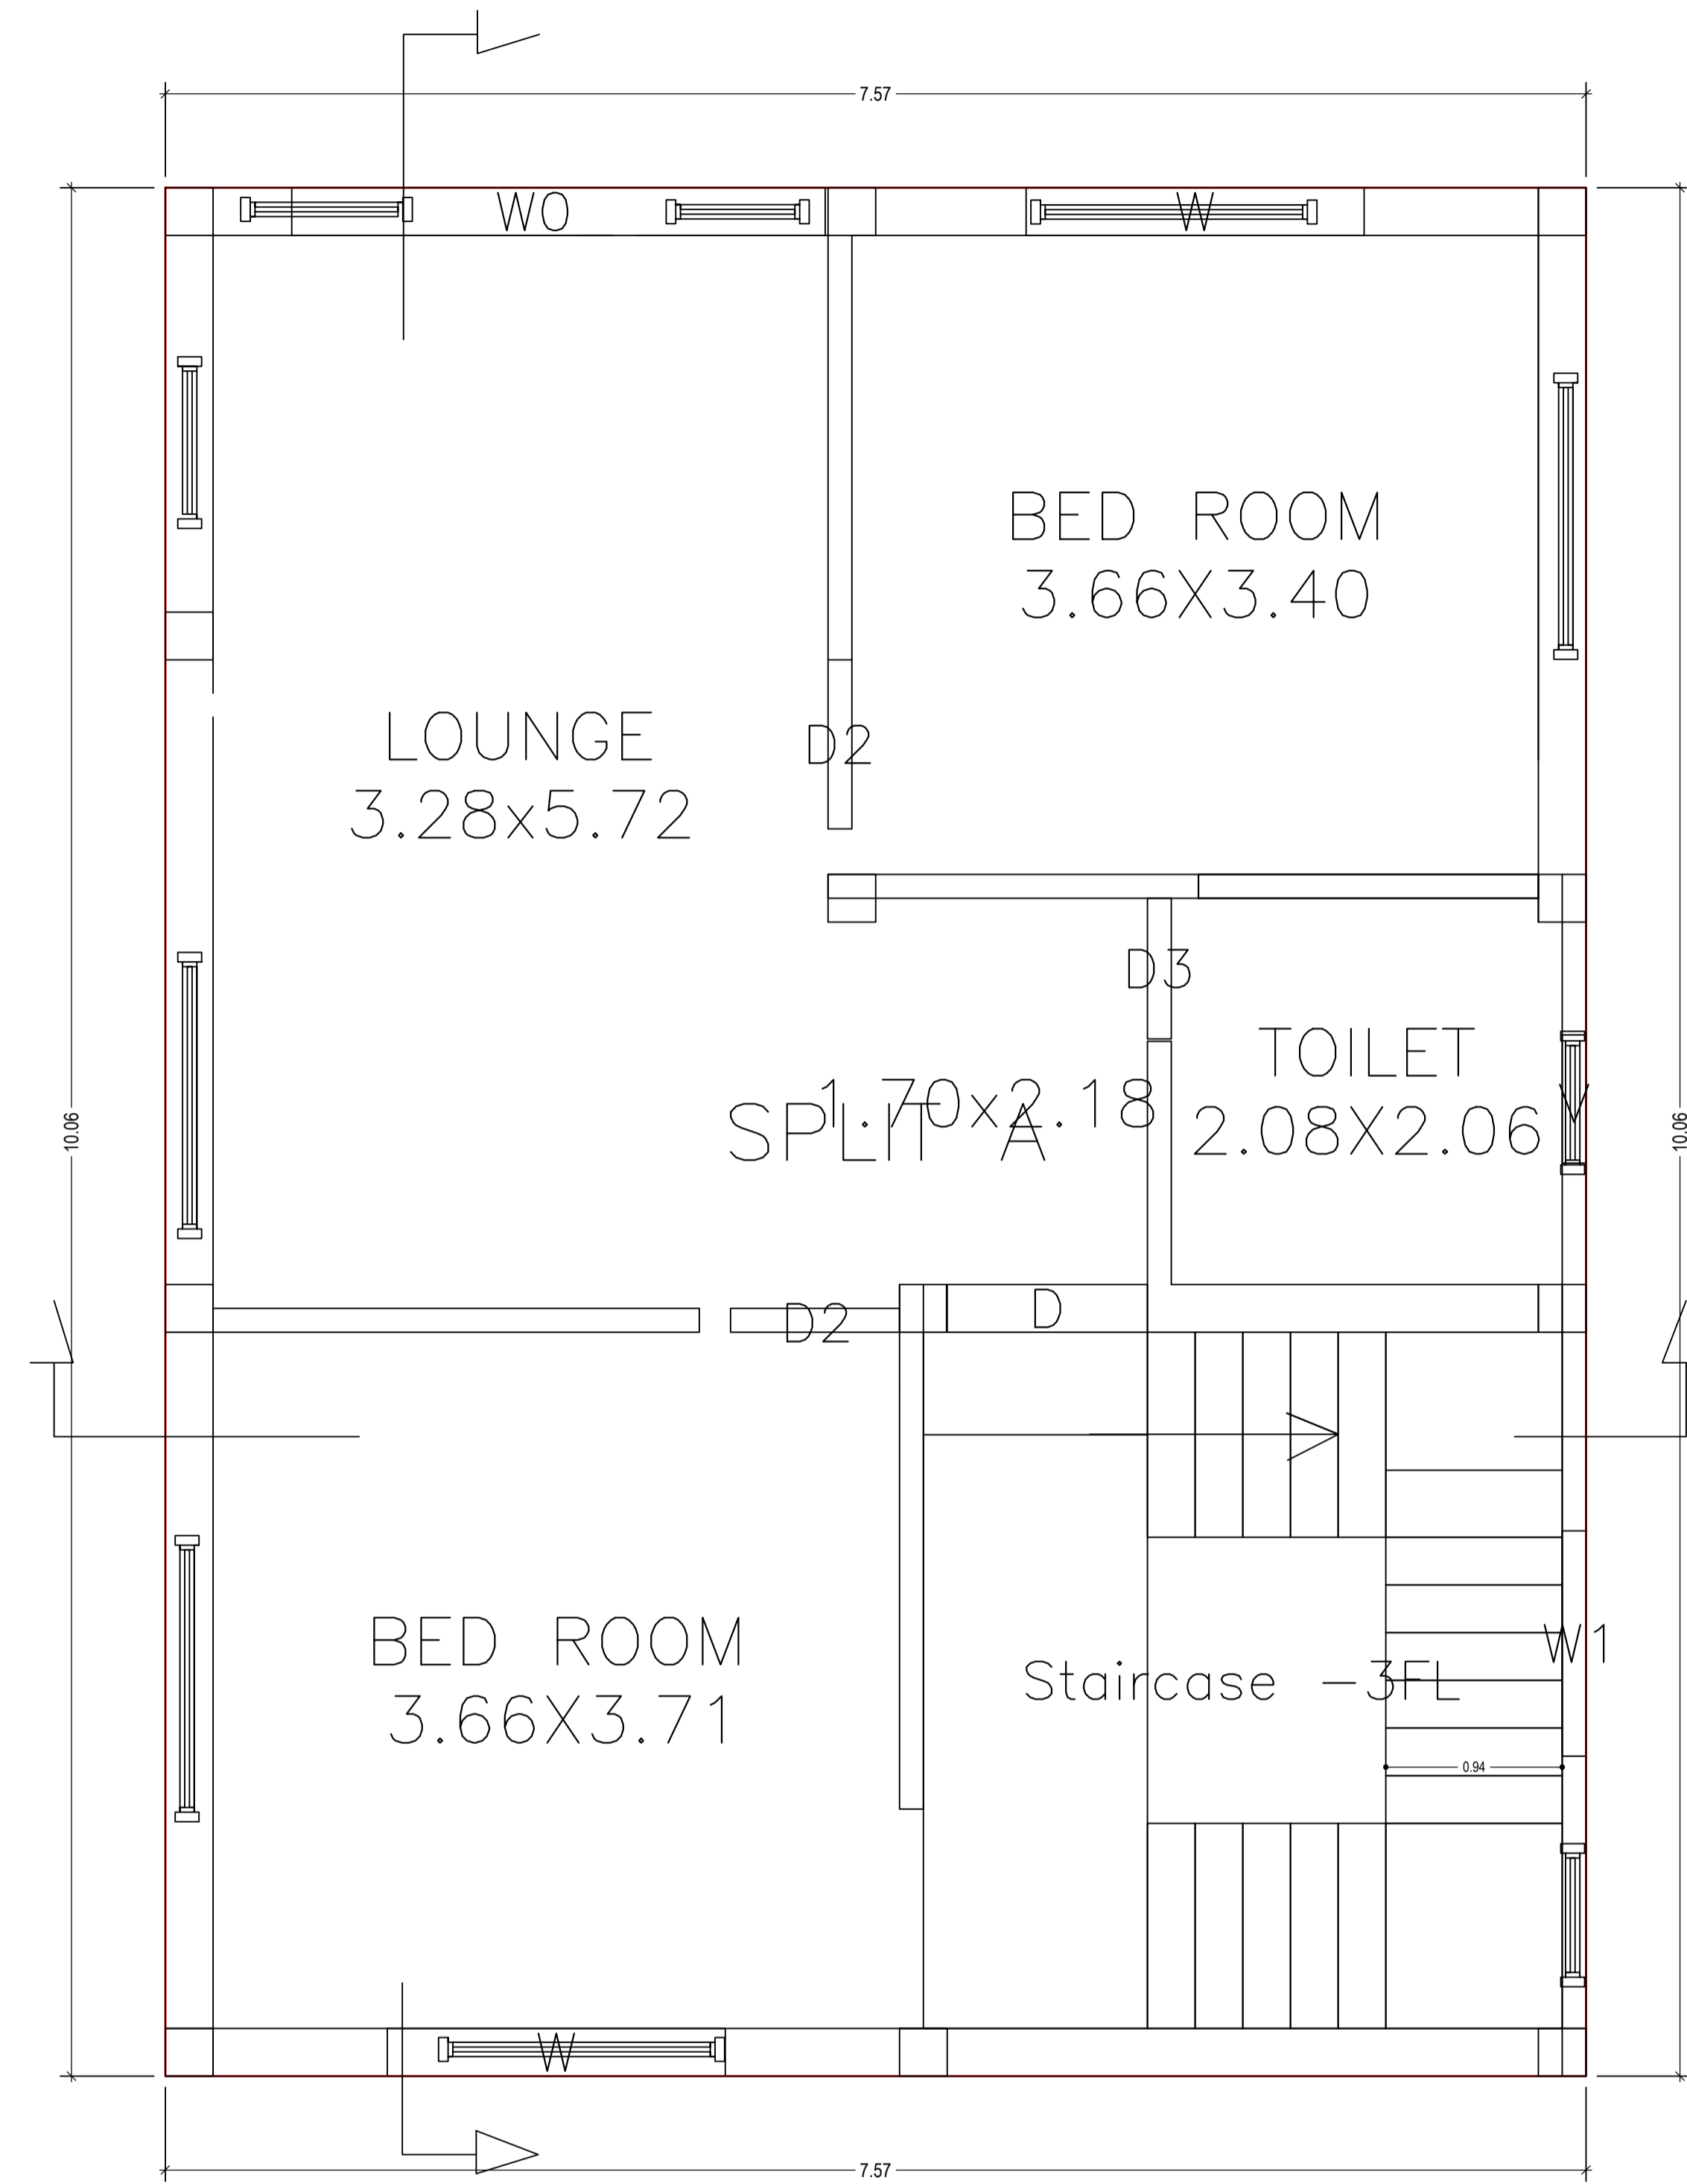 7.57
WO
W
BED ROOM
3.66X3.40
LOUNGE
3.28x5.72
D2
D3
TOILET
2.08X2.06
V
1.70x2.18
SPLIT A
10.06
10.06
D2
D
W1
BED ROOM
3.66X3.71
Staircase -3FL
0.94
W
7.57